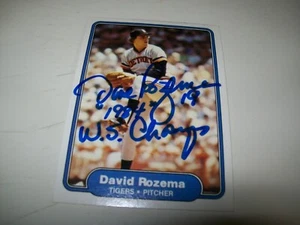 Dave Rozema 19
"1984"
W.S. Champs
David Rozema
TIGERS • PITCHER